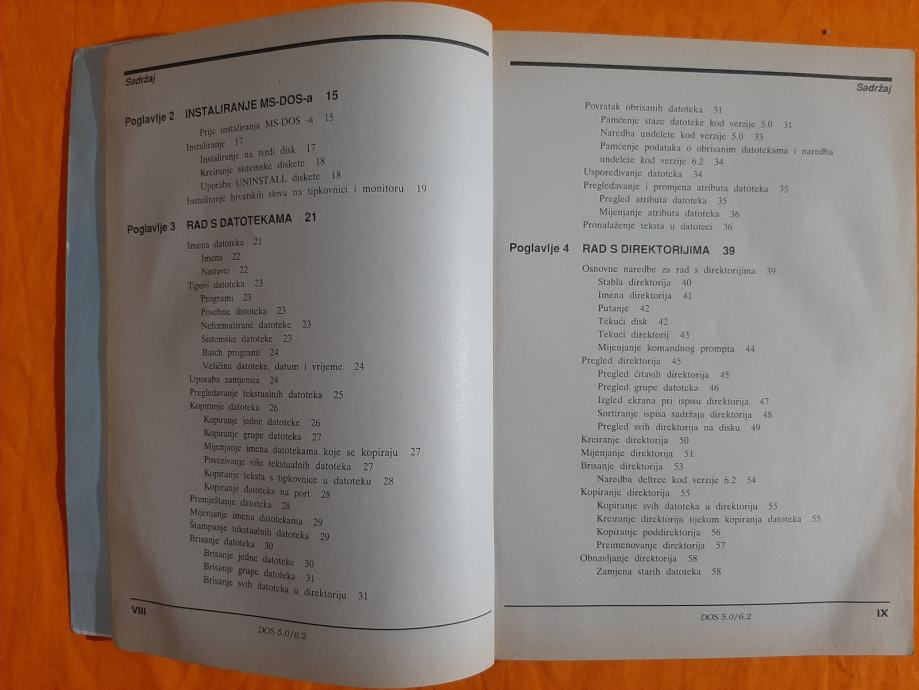 Sadržaj
Poglavlje 2 INSTALIRANJE MS-DOS-a 15
Prije instaliranja MS-DOS -a 15
Instaliranje 17
Instaliranje na tvrdi disk 17
Kreiranje sistemske diskete 18
Uporaba UNINSTALL diskete 18
Instaliranje hrvatskih slova na tipkovnici i monitoru 19
Poglavlje 3 RAD S DATOTEKAMA 21
Imena datoteka 21
Imena 22
Nastavci 22
Tipovi datoteka 23
Programi 23
Posebne datoteke 23
Neformatirane datoteke 23
Sistemske datoteke 23
Batch programi 24
Veličina datoteke, datum i vrijeme 24
Uporaba zamjenica 24
Pregledavanje tekstualnih datoteka 25
Kopiranje datoteka 26
Kopiranje jedne datoteke 26
Kopiranje grupe datoteka 27
Mijenjanje imena datotekama koje se kopiraju 27
Povezivanje više tekstualnih datoteka 27
Kopiranje teksta s tipkovnice u datoteku 28
Kopiranje datoteka na port 28
Premještanje datoteka 28
Mijenjanje imena datotekama 29
Štampanje tekstualnih datoteka 29
Brisanje datoteka 30
Brisanje jedne datoteke 30
Brisanje grupe datoteka 31
Brisanje svih datoteka u direktoriju 31
VIII
DOS 5.0/6.2
Sadržaj
Povratak obrisanih datoteka 31
Pamćenje staze datoteke kod verzije 5.0 31
Naredba undelete kod verzije 5.0 33
Pamćenje podataka o obrisanim datotekama i naredba
undelete kod verzije 6.2 34
Uspoređivanje datoteka 34
Pregledavanje i promjena atributa datoteka 35
Pregled atributa datoteka 35
Mijenjanje atributa datoteka 36
Pronalaženje teksta u datoteci 36
Poglavlje 4 RAD S DIREKTORIJIMA 39
Osnovne naredbe za rad s direktorijima 39
Stabla direktorija 40
Imena direktorija 41
Putanje 42
Tekući disk 42
Tekući direktorij 43
Mijenjanje komandnog prompta 44
Pregled direktorija 45
Pregled čitavih direktorija 45
Pregled grupe datoteka 46
Izgled ekrana pri ispisu direktorija 47
Sortiranje ispisa sadržaja direktorija 48
Pregled svih direktorija na disku 49
Kreiranje direktorija 50
Mijenjanje direktorija 51
Brisanje direktorija 53
Naredba deltree kod verzije 6.2 54
Kopiranje direktorija 55
Kopiranje svih datoteka u direktoriju 55
Kreiranje direktorija tijekom kopiranja datoteka 55
Kopiranje poddirektorija 56
Preimenovanje direktorija 57
Obnavljanje direktorija 58
Zamjena starih datoteka 58
DOS 5.0/6.2
IX